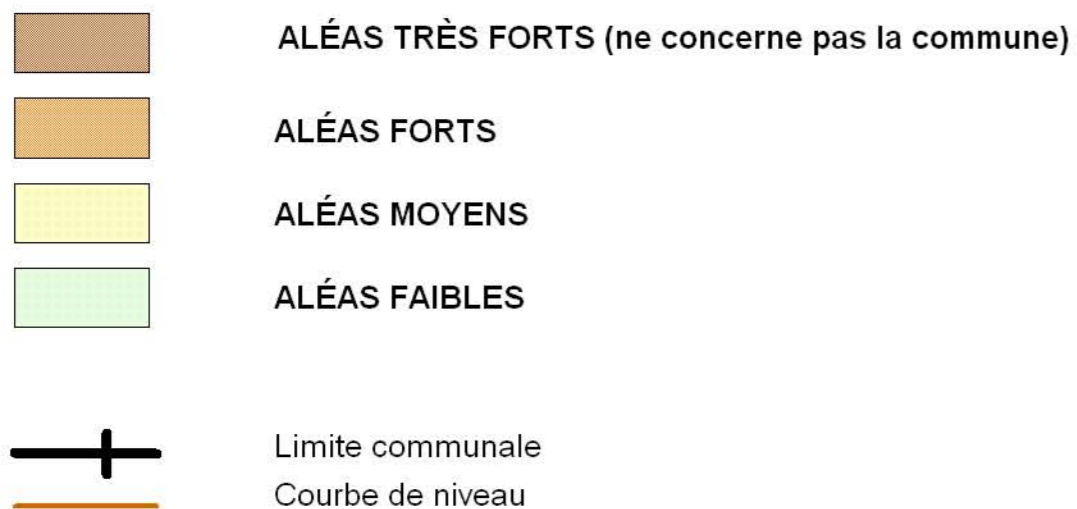 ALÉAS TRÈS FORTS (ne concerne pas la commune)
ALÉAS FORTS
ALÉAS MOYENS
ALÉAS FAIBLES
Limite communale
Courbe de niveau